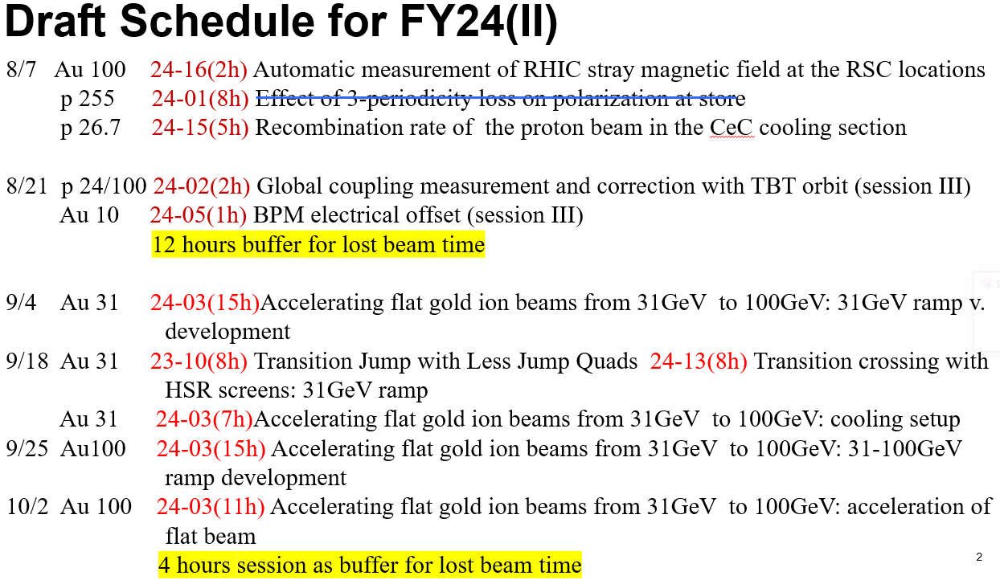 Draft Schedule for FY24(II)
8/7 Au 100 24-16(2h) Automatic measurement of RHIC stray magnetic field at the RSC locations
p 255 24-01(8h) Effect of 3-periodicity loss on polarization at store
p 26.7 24-15(5h) Recombination rate of the proton beam in the CeC cooling section
8/21 p 24/100 24-02(2h) Global coupling measurement and correction with TBT orbit (session III)
Au 10 24-05(1h) BPM electrical offset (session III)
12 hours buffer for lost beam time
9/4 Au 31 24-03(15h)Accelerating flat gold ion beams from 31GeV to 100GeV: 31GeV ramp v.
development
9/18 Au 31 23-10(8h) Transition Jump with Less Jump Quads 24-13(8h) Transition crossing with
HSR screens: 31GeV ramp
Au 31 24-03(7h)Accelerating flat gold ion beams from 31GeV to 100GeV: cooling setup
9/25 Au100 24-03(15h) Accelerating flat gold ion beams from 31GeV to 100GeV: 31-100GeV
ramp development
10/2 Au 100 24-03(11h) Accelerating flat gold ion beams from 31GeV to 100GeV: acceleration of
flat beam
4 hours session as buffer for lost beam time
2